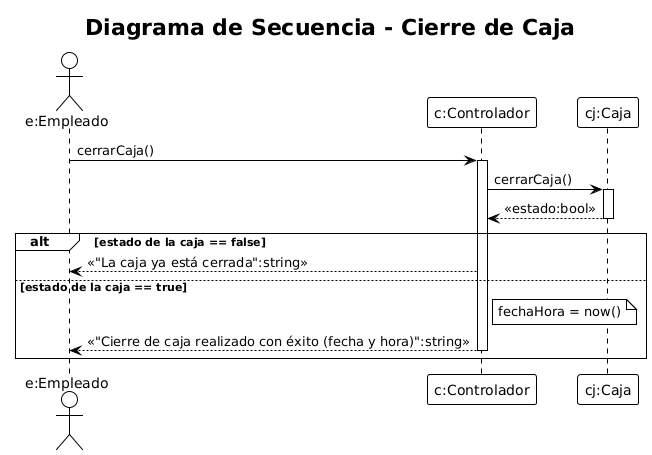 Diagrama de Secuencia - Cierre de Caja
e:Empleado
c:Controlador
cj:Caja
cerrarCaja()
cerrarCaja()
«estado:bool»
alt
[estado de la caja == false]
«"La caja ya está cerrada":string»
[estado de la caja == true]
fechaHora = now()
«"Cierre de caja realizado con éxito (fecha y hora)":string»
e:Empleado
c:Controlador
cj:Caja